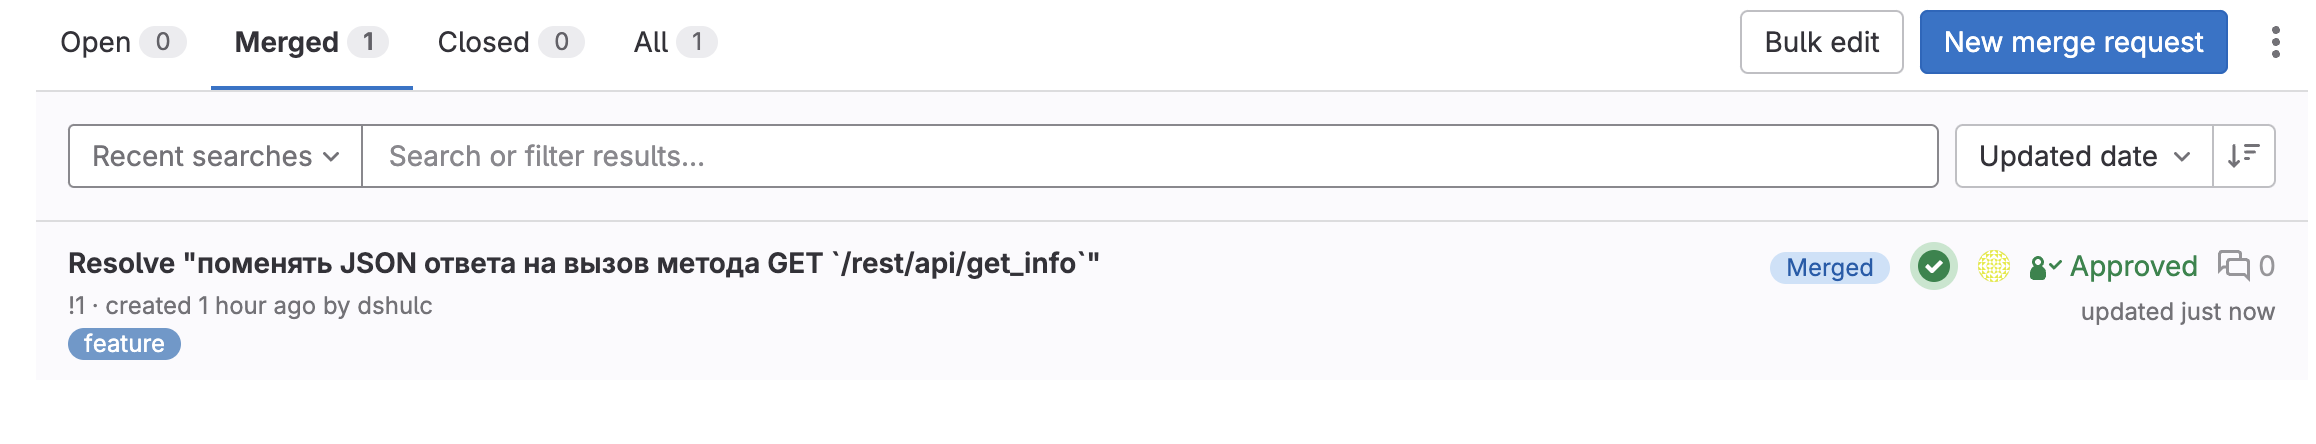 Open 0 Merged 1 Closed 0 All 1 Bulk edit New merge request
Recent searches Search or filter results... Updated date
Resolve "поменять JSON ответа на вызов метода GET `/rest/api/get_info`" Merged Approved 0
!1 · created 1 hour ago by dshulc updated just now
feature